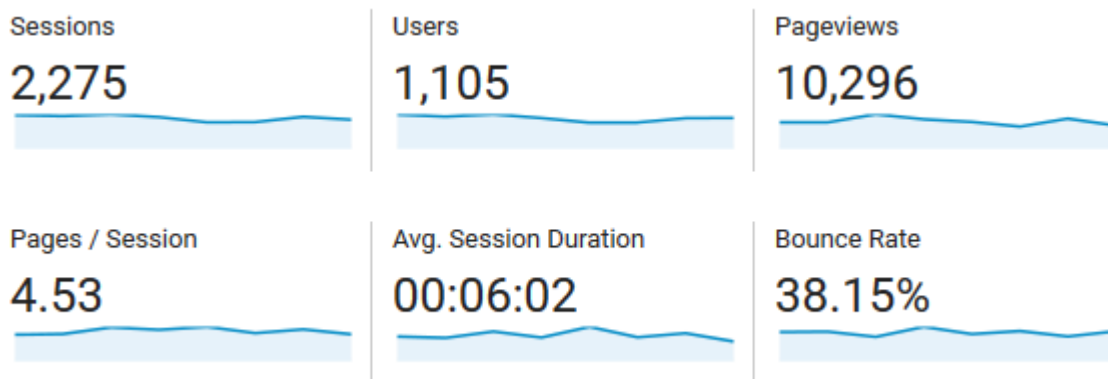 Sessions
Users
Pageviews
2,275
1,105
10,296
Pages / Session
Avg. Session Duration
Bounce Rate
4.53
00:06:02
38.15%